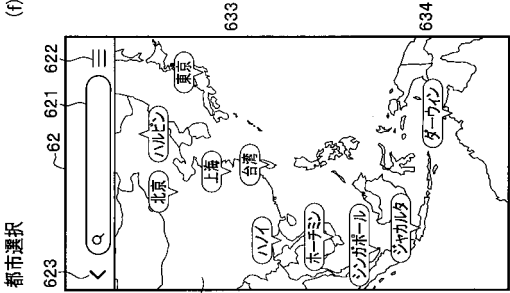 都市選択
(f)
62
623
621
622
北京
ハルピン
東京
上海
台湾
633
ハノイ
ホーチミン
シンガポール
ジャカルタ
ダーウィン
634